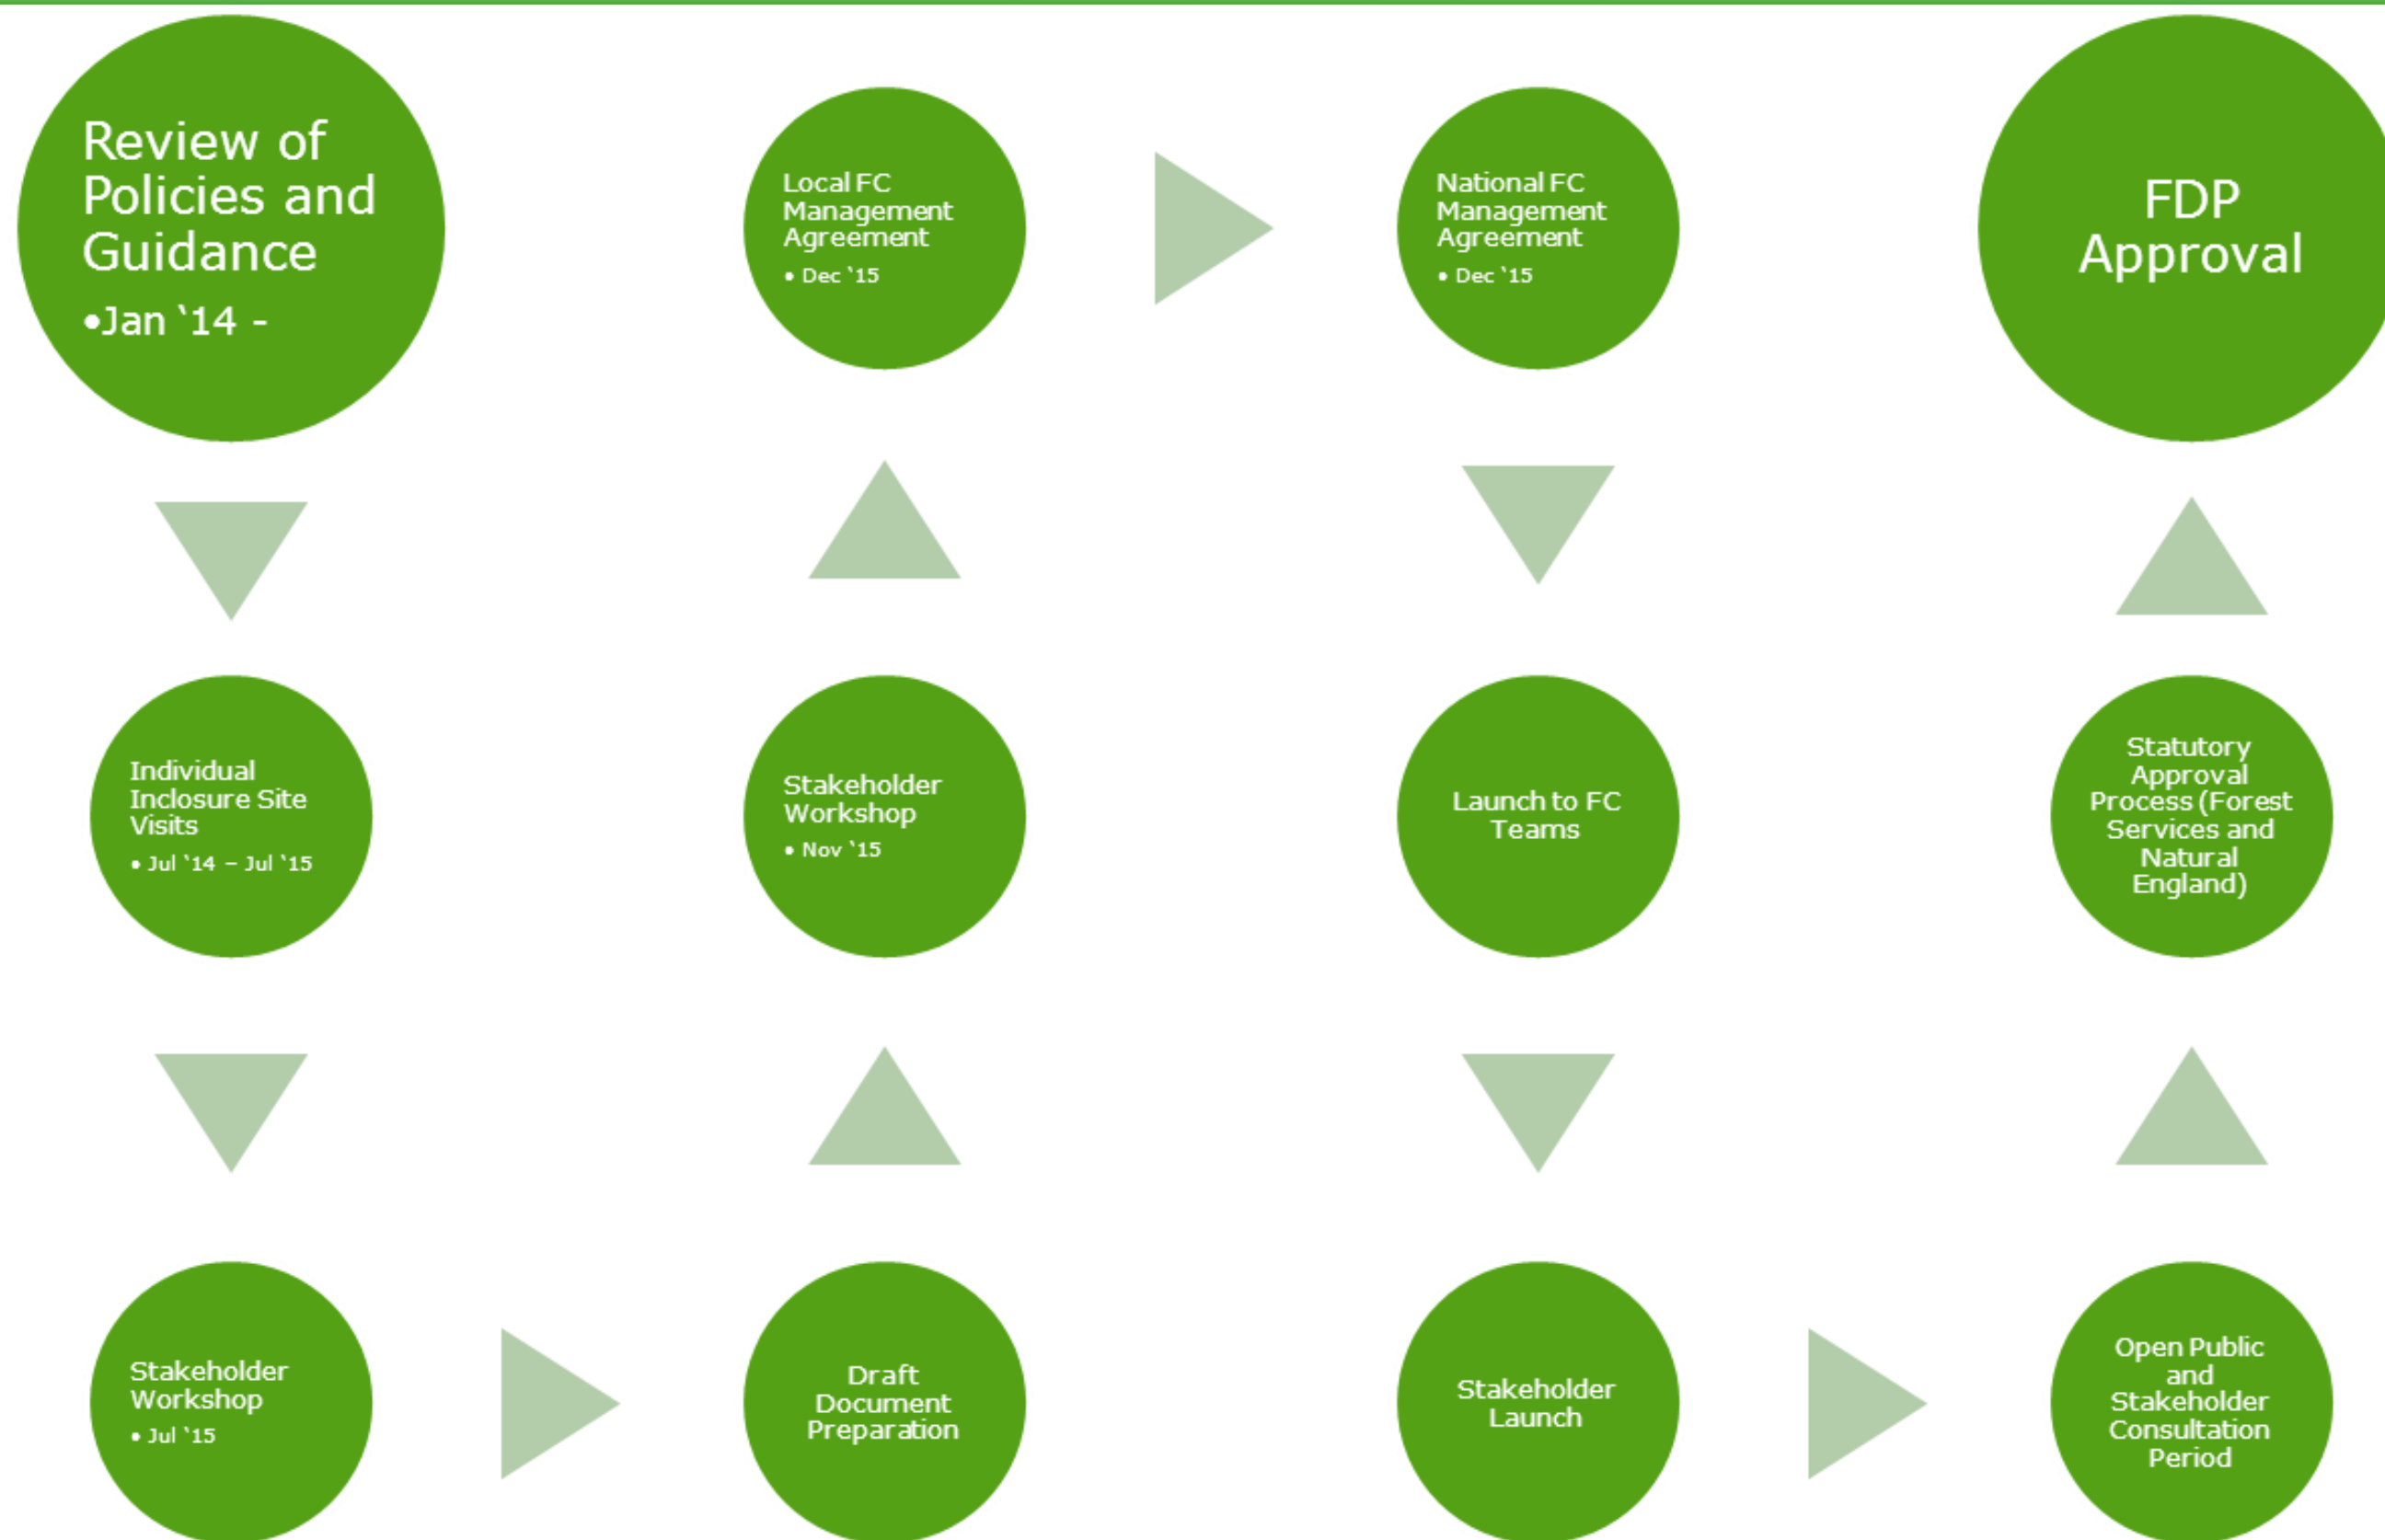 Review of
Policies and
Guidance
•Jan ‘14 -
Individual
Inclosure Site
Visits
• Jul ‘14 – Jul ‘15
Stakeholder
Workshop
• Jul ‘15
Draft
Document
Preparation
Stakeholder
Workshop
• Nov ‘15
Local FC
Management
Agreement
• Dec ‘15
National FC
Management
Agreement
• Dec ‘15
Launch to FC
Teams
Stakeholder
Launch
Open Public
and
Stakeholder
Consultation
Period
Statutory
Approval
Process (Forest
Services and
Natural
England)
FDP
Approval